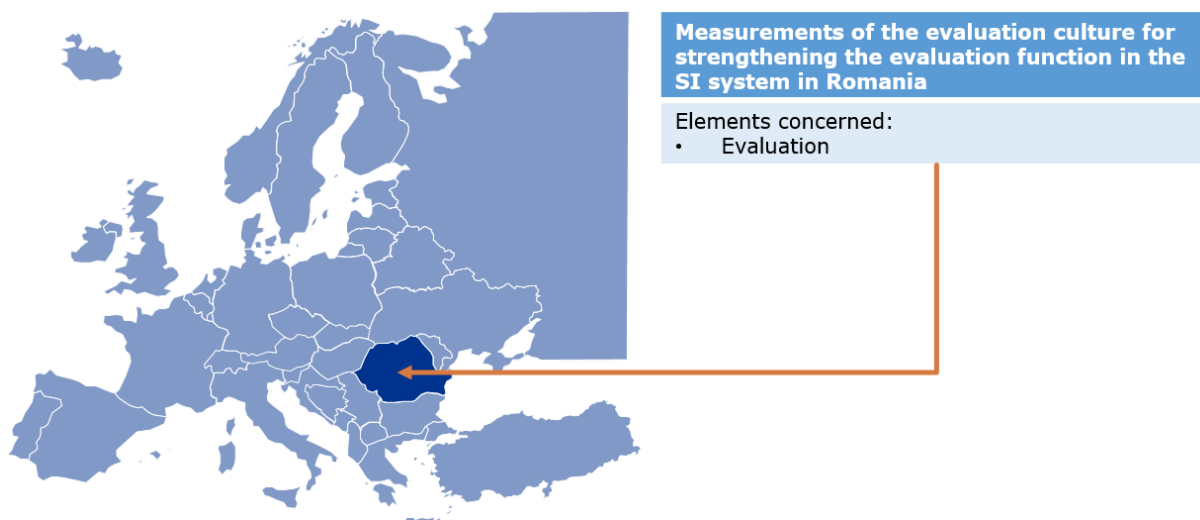 Measurements of the evaluation culture for
strengthening the evaluation function in the
SI system in Romania
Elements concerned:
• Evaluation